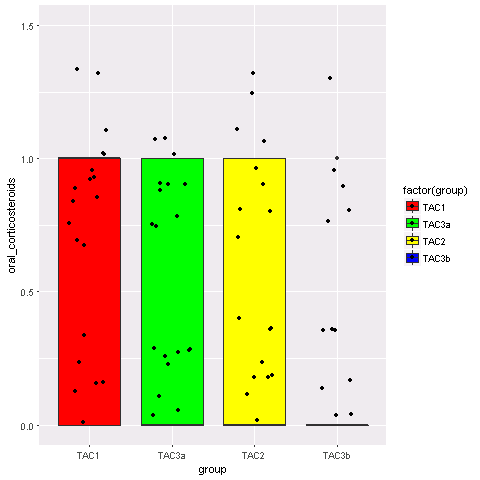 1.5
1.0
0.5
0.0
oral_corticosteroids
TAC1 TAC3a TAC2 TAC3b
group
factor(group)
TAC1
TAC3a
TAC2
TAC3b